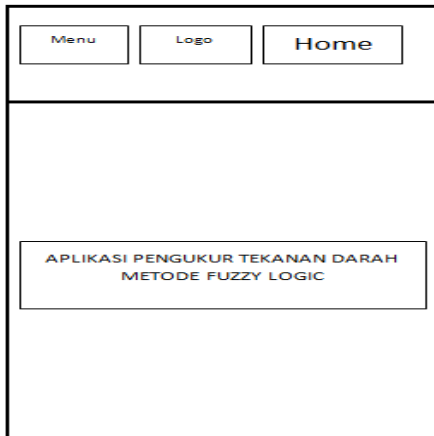 Menu
Logo
Home
APLIKASI PENGUKUR TEKANAN DARAH
METODE FUZZY LOGIC